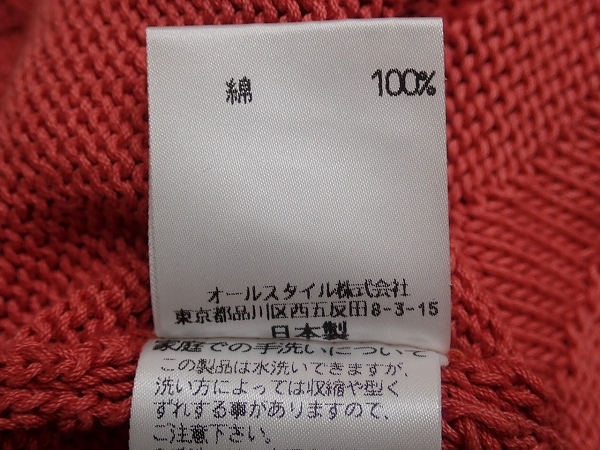 綿 100%
オールスタイル株式会社
東京都品川区西五反田8-3-15
日本製
家庭での手洗いについて
この製品は水洗いできますが、
洗い方によっては収縮や型く
ずれする事がありますので、
ご注意下さい。